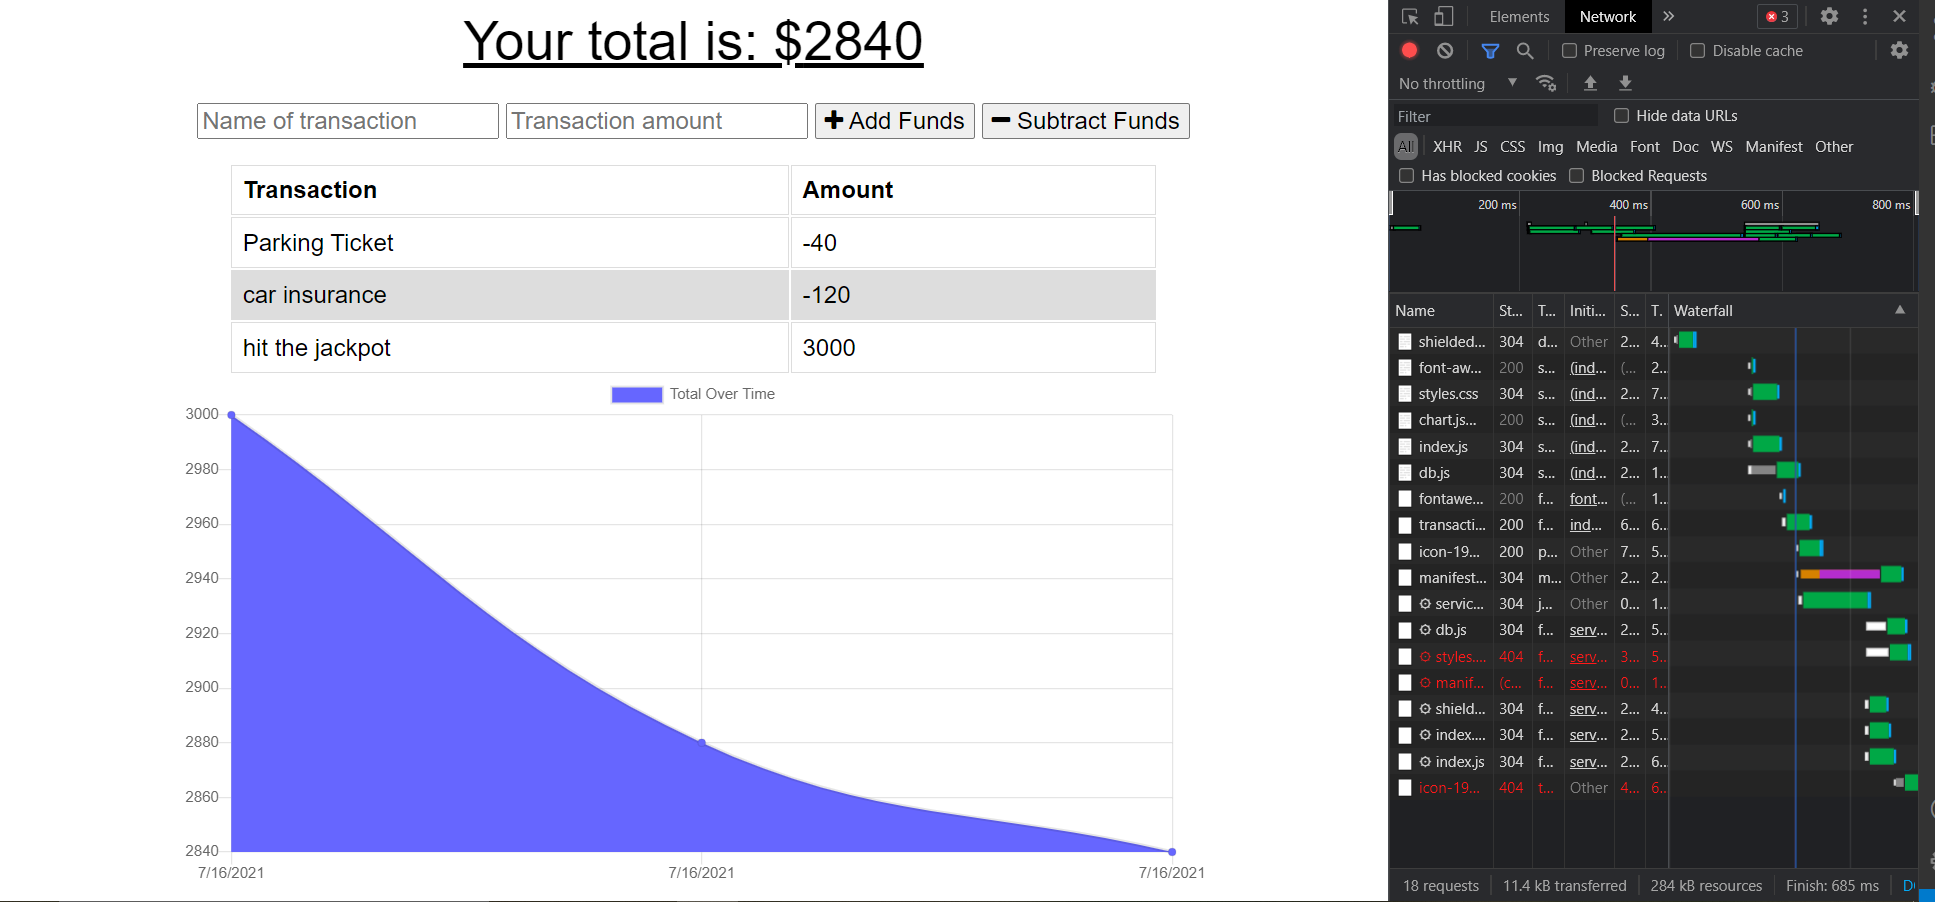 Your total is: $2840
Name of transaction Transaction amount Add Funds Subtract Funds
Transaction Amount
Parking Ticket -40
car insurance -120
hit the jackpot 3000
Total Over Time
3000
2980
2960
2940
2920
2900
2880
2860
2840
7/16/2021 7/16/2021 7/16/2021
Elements Network 3
Preserve log Disable cache
No throttling
Filter Hide data URLs
All XHR JS CSS Img Media Font Doc WS Manifest Other
Has blocked cookies Blocked Requests
200 ms 400 ms 600 ms 800 ms
Name St... T... Initi... S... T. Waterfall
shielded... 304 d... Other 2... 4...
font-aw... 200 s... (ind... (... 2...
styles.css 304 s... (ind... 2... 7...
chart.js... 200 s... (ind... (... 3...
index.js 304 s... (ind... 2... 7...
db.js 304 s... (ind... 2... 1...
fontawe... 200 f... font... (... 1...
transacti... 200 f... ind... 6... 6...
icon-19... 200 p... Other 7... 5...
manifest 304 m... Other 2... 2...
servic... 304 j... Other 0... 1...
db.js 304 f... serv... 2... 5...
styles.... 404 f... serv... 3... 5...
manif... (c... f... serv... 0... 1...
shield... 304 f... serv... 2... 4...
index.... 304 f... serv... 2... 5...
index.js 304 f... serv... 2... 6...
icon-19... 404 t... Other 4... 6...
18 requests 11.4 kB transferred 284 kB resources Finish: 685 ms